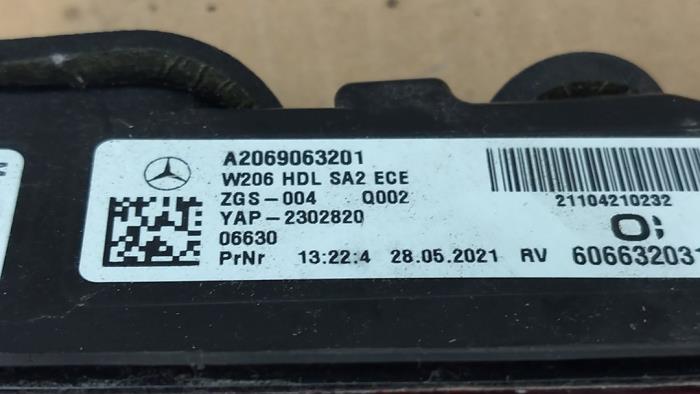 A2069063201
W206 HDL SA2 ECE
ZGS-004 Q002
YAP-2302820
06630
PrNr 13:22:4 28.05.2021 RV
21104210232
O;
606632031